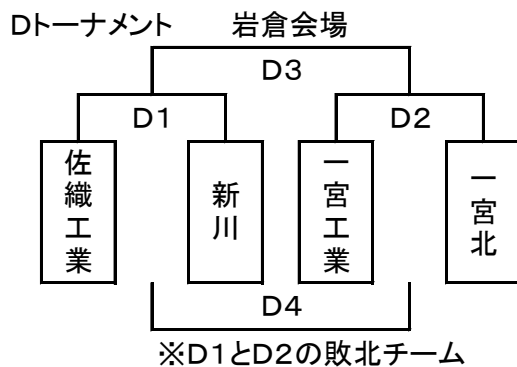 Dトーナメント　岩倉会場
D3
D1
D2
佐織工業
新川
一宮工業
一宮北
D4
※D1とD2の敗北チーム